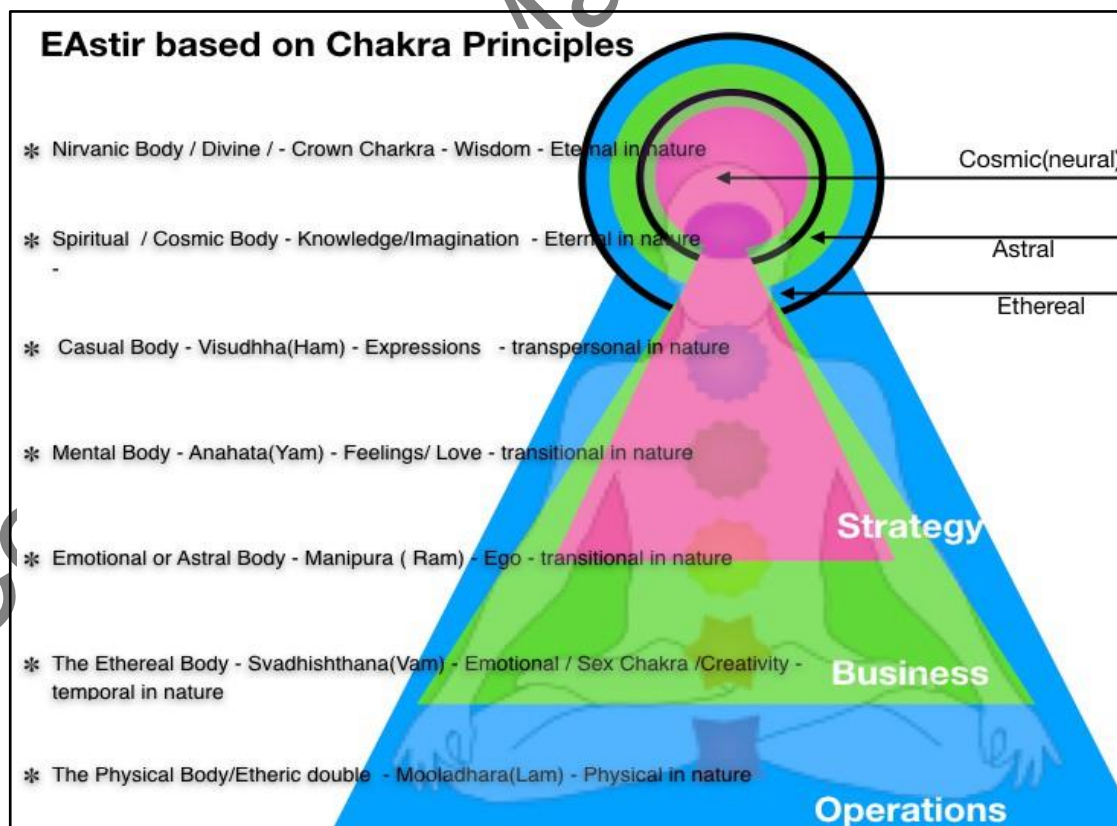 EAstir based on Chakra Principles
* Nirvanic Body / Divine / - Crown Charkra - Wisdom - Eternal in nature
Cosmic(neural)
* Spiritual / Cosmic Body - Knowledge/Imagination - Eternal in nature
-
Astral
Ethereal
* Casual Body - Visudhha(Ham) - Expressions - transpersonal in nature
* Mental Body - Anahata(Yam) - Feelings/ Love - transitional in nature
Strategy
* Emotional or Astral Body - Manipura ( Ram) - Ego - transitional in nature
* The Ethereal Body - Svadhishthana(Vam) - Emotional / Sex Chakra /Creativity -
temporal in nature
Business
* The Physical Body/Etheric double - Mooladhara(Lam) - Physical in nature
Operations